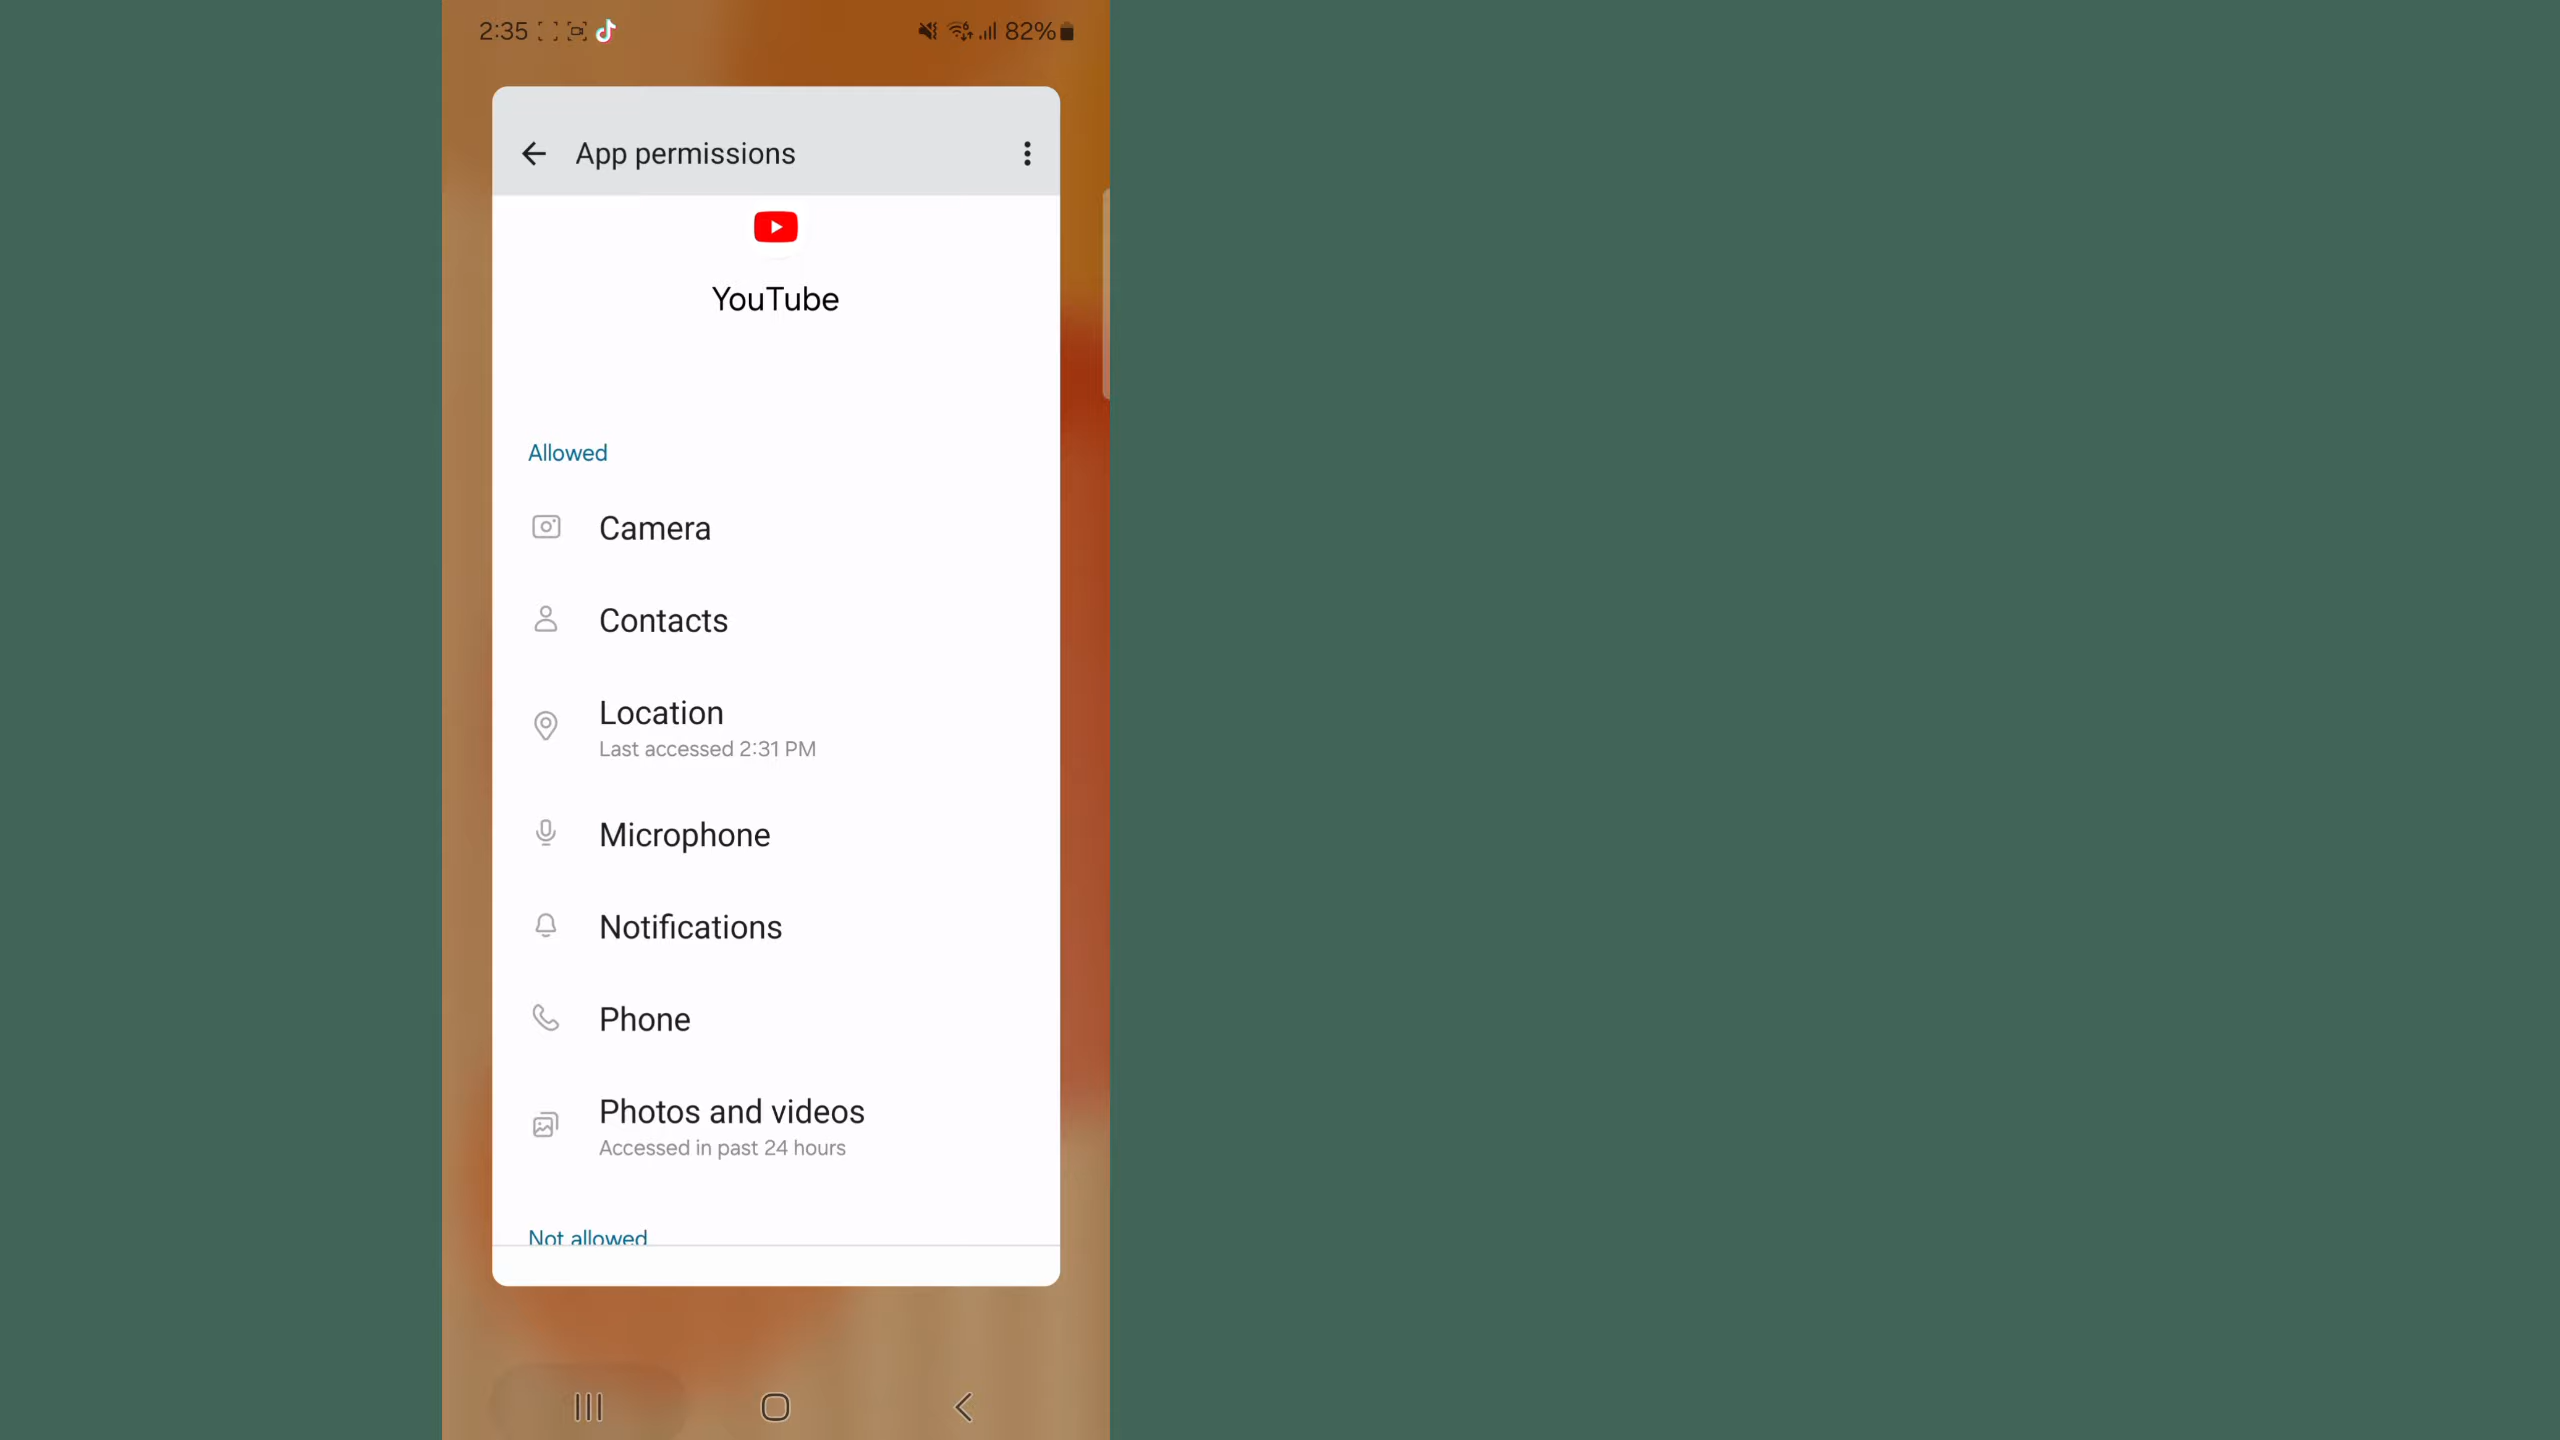 2:35
82%
App permissions
YouTube
Allowed
Camera
Contacts
Location
Last accessed 2:31 PM
Microphone
Notifications
Phone
Photos and videos
Accessed in past 24 hours
Not allowed